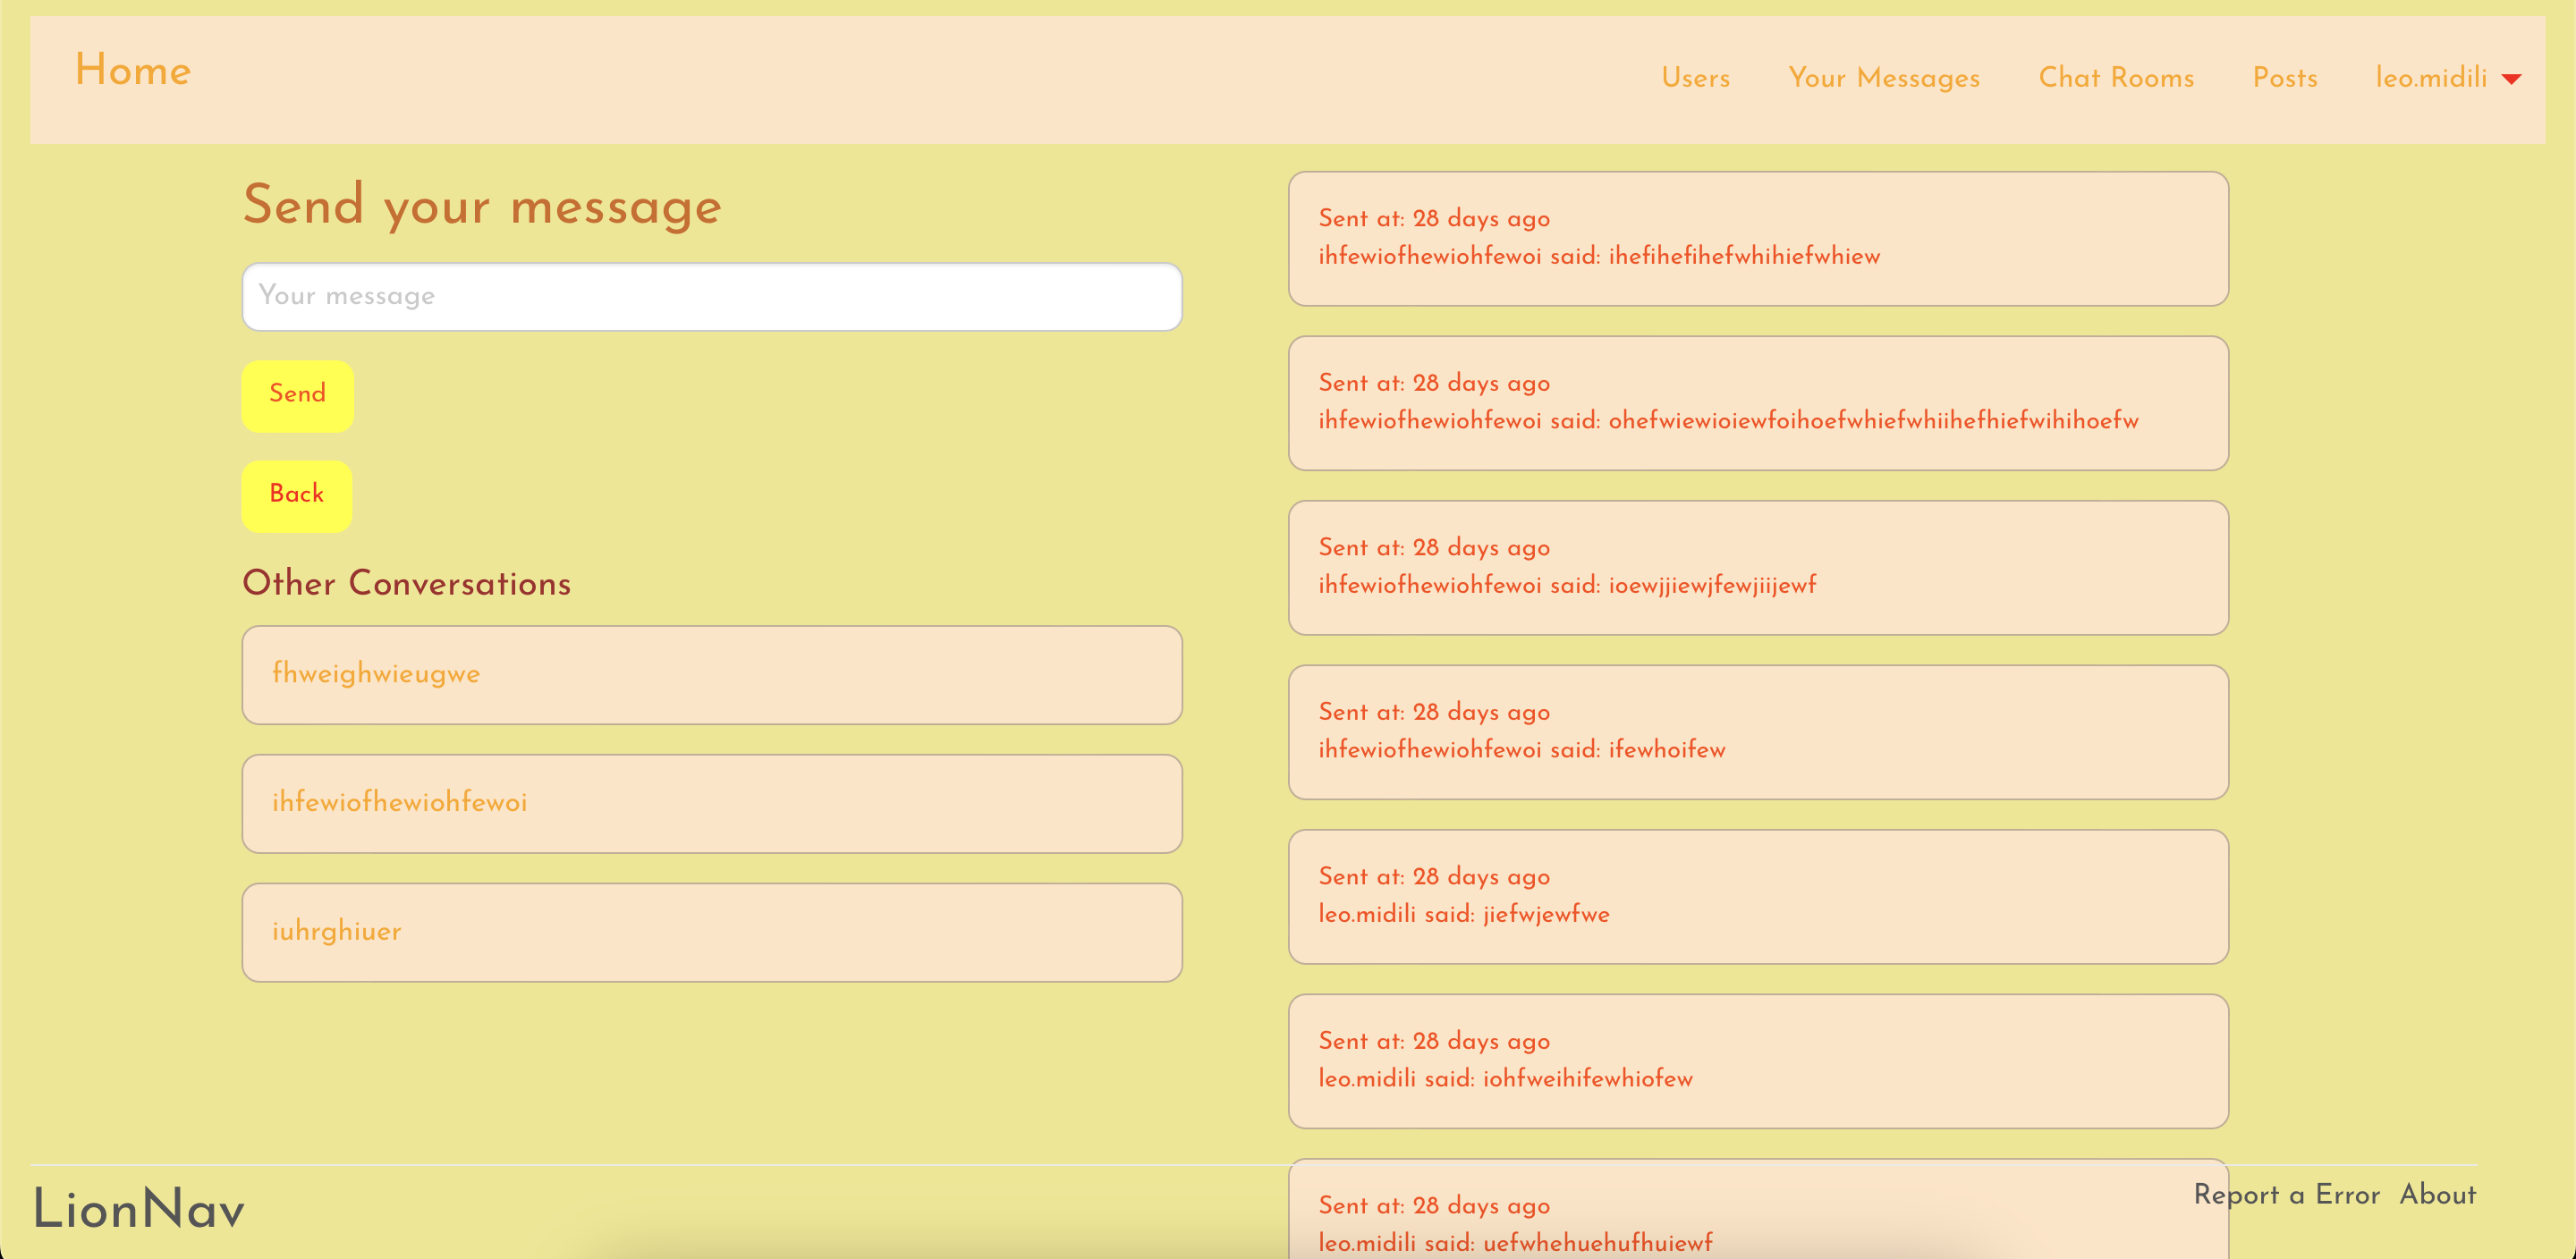 Home
Users Your Messages Chat Rooms Posts leo.midili
Send your message
Your message
Send
Back
Other Conversations
fhweighwieugwe
ihfewiofhewiohfewoi
iuhrghiuer
Sent at: 28 days ago
ihfewiofhewiohfewoi said: ihefihefihefwhihiefwhiew
Sent at: 28 days ago
ihfewiofhewiohfewoi said: ohefwiewioiewfoihoefwhiefwhiihefhiefwihihoefw
Sent at: 28 days ago
ihfewiofhewiohfewoi said: ioewjjiewjfewjiijewf
Sent at: 28 days ago
ihfewiofhewiohfewoi said: ifewhoifew
Sent at: 28 days ago
leo.midili said: jiefwjewfwe
Sent at: 28 days ago
leo.midili said: iohfweihifewhiofew
Sent at: 28 days ago
leo.midili said: uefwhehuehufhuiewf
LionNav
Report a Error About